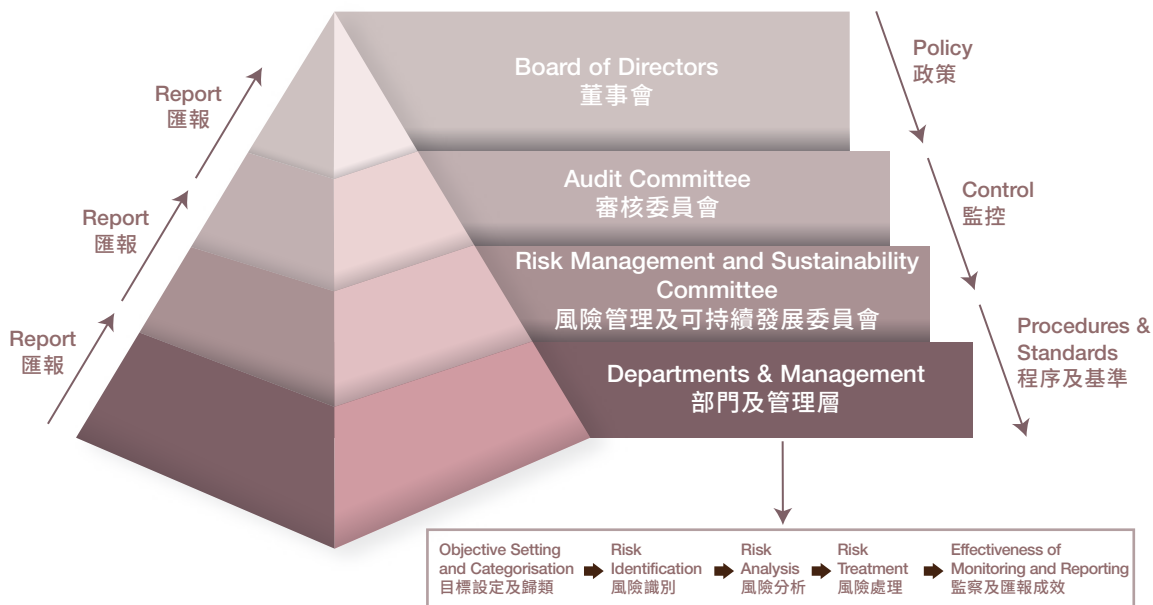 Board of Directors
董事會
Audit Committee
審核委員會
Risk Management and Sustainability
Committee
風險管理及可持續發展委員會
Departments & Management
部門及管理層
Report
匯報
Report
匯報
Report
匯報
Policy
政策
Control
監控
Procedures &
Standards
程序及基準
Objective Setting
and Categorisation
目標設定及歸類
Risk
Identification
風險識別
Risk
Analysis
風險分析
Risk
Treatment
風險處理
Effectiveness of
Monitoring and Reporting
監察及匯報成效